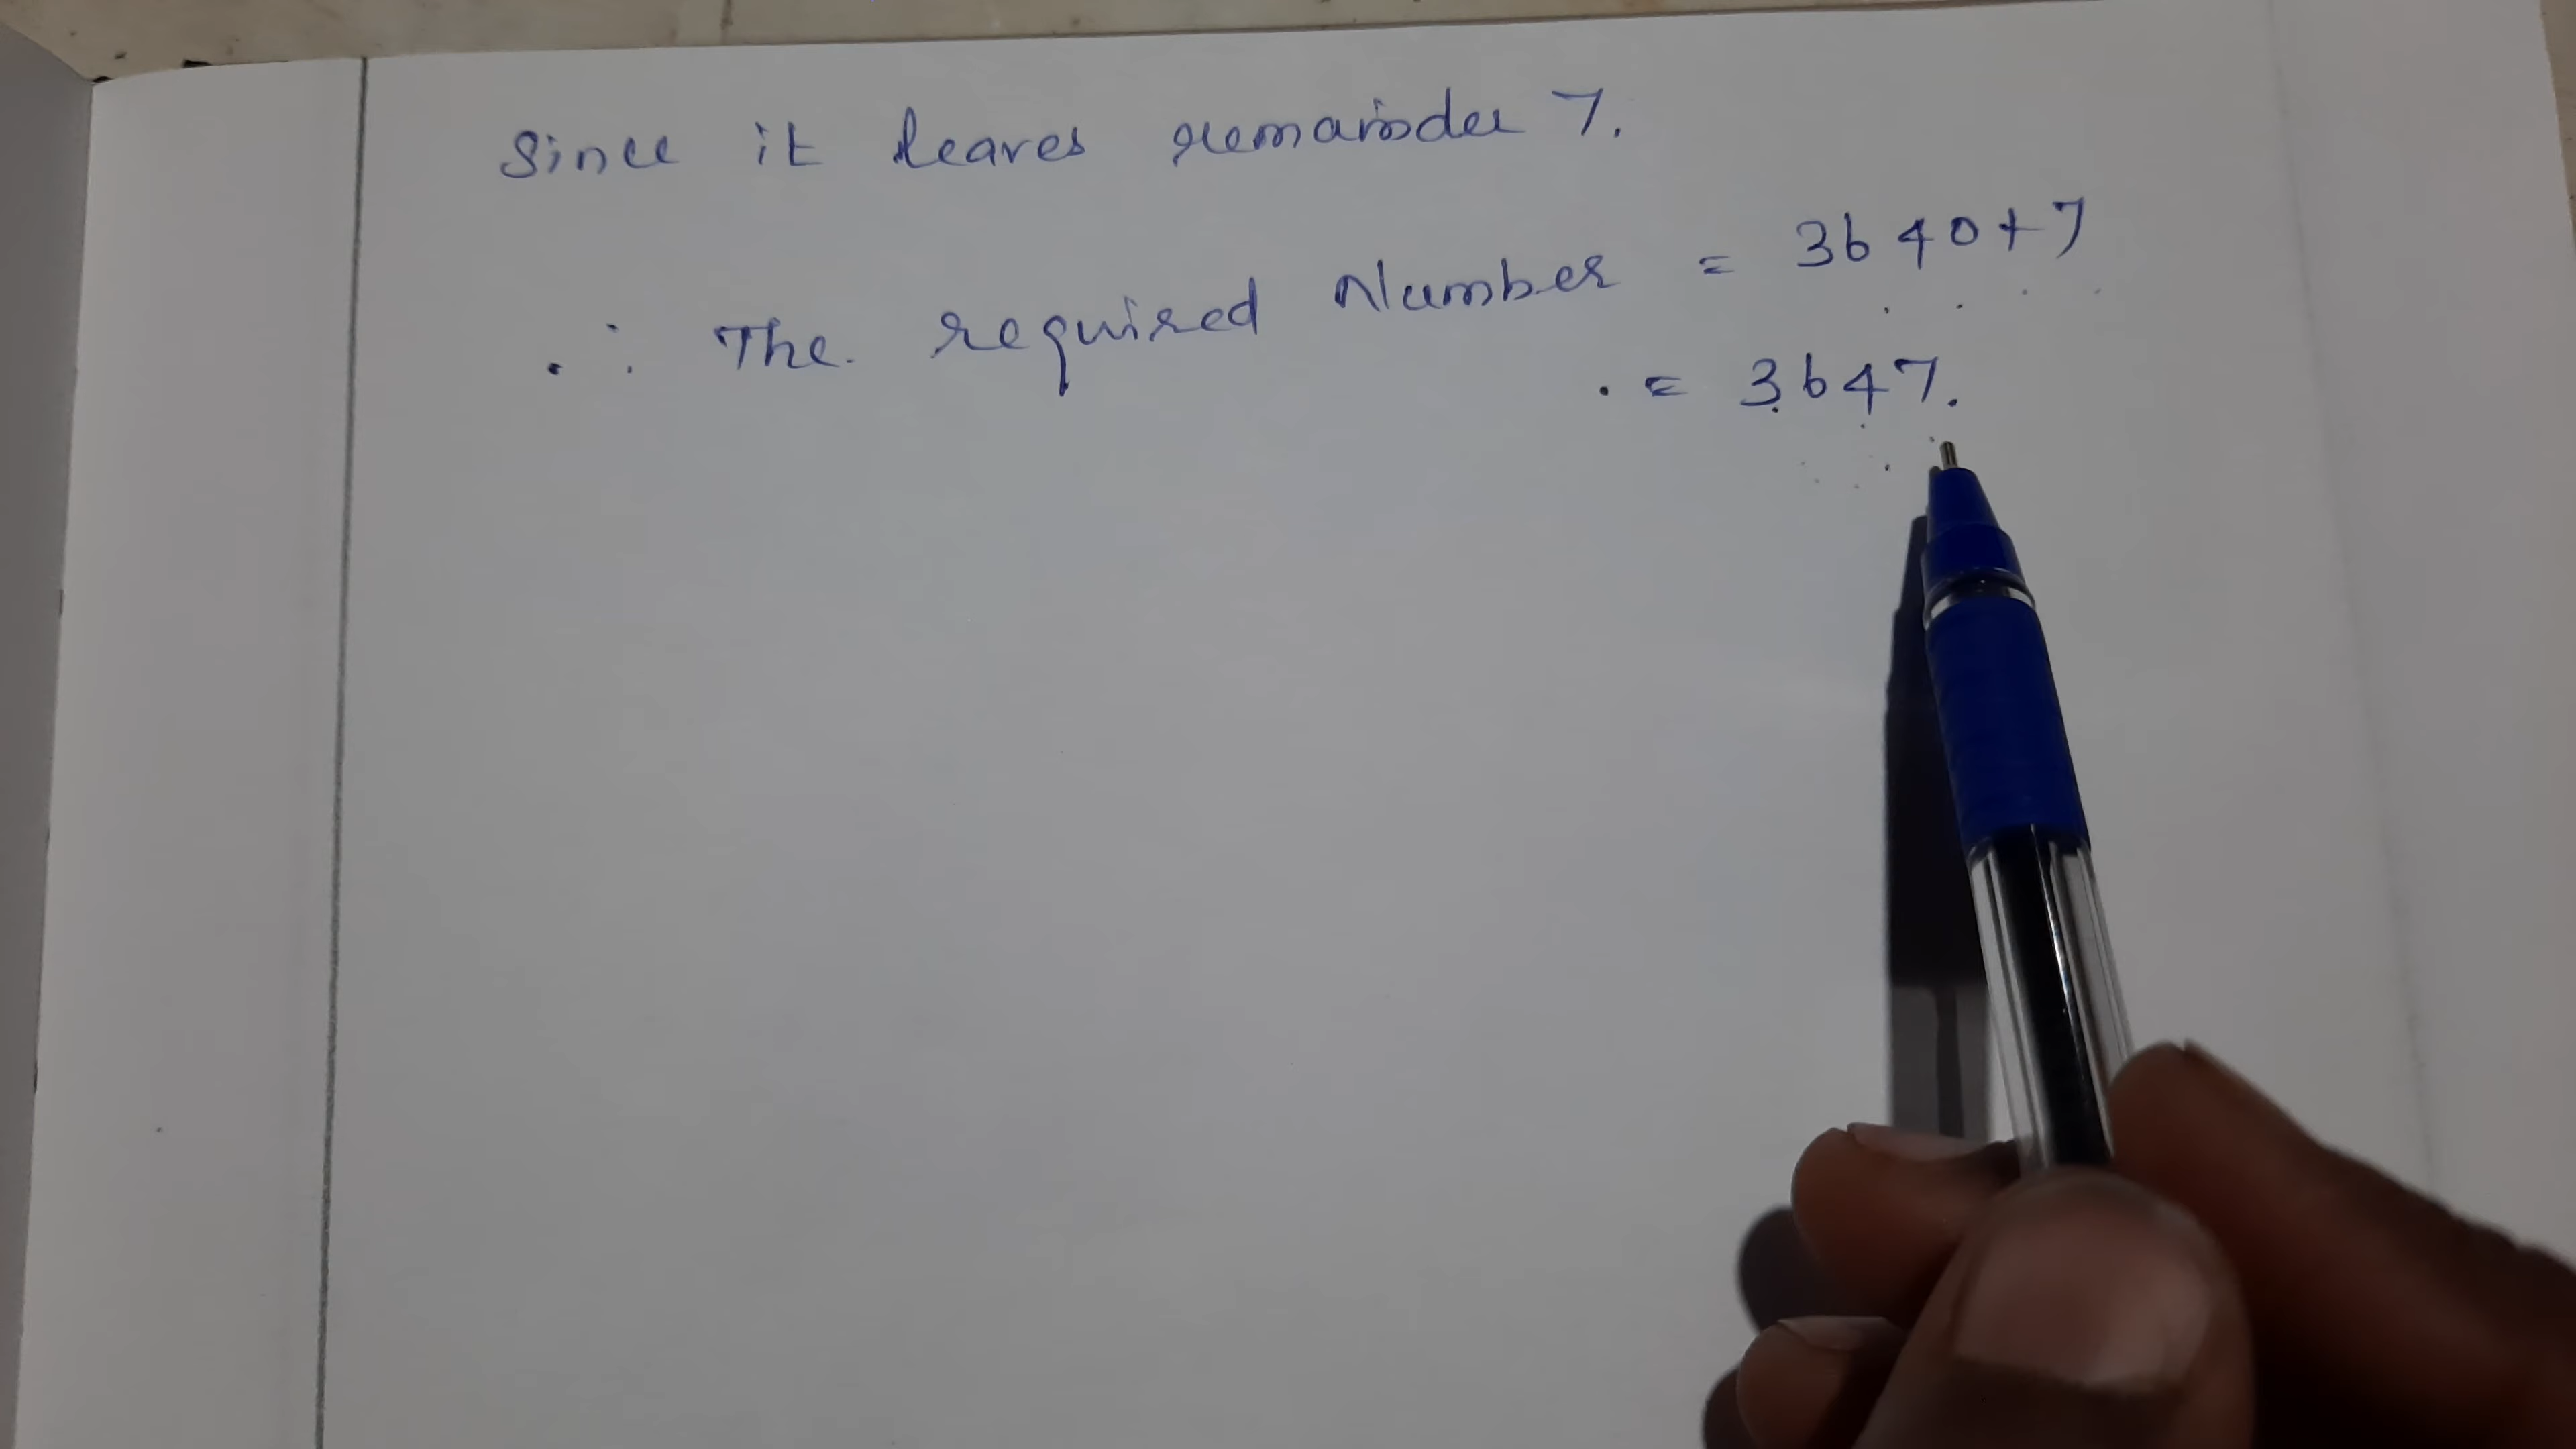 Since it leaves remainder 7.
∴ The required Number = 3640+7
= 3647.